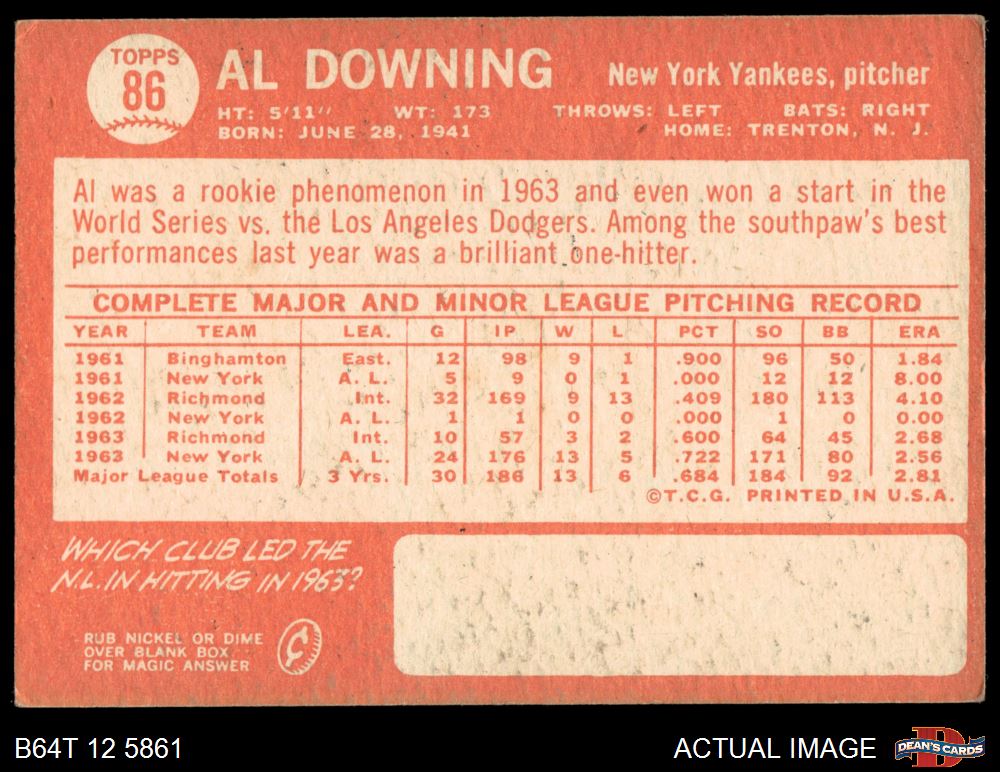 TOPPS
86
AL DOWNING
New York Yankees, pitcher
HT: 5'11" WT: 173 THROWS: LEFT BATS: RIGHT
BORN: JUNE 28, 1941 HOME: TRENTON, N. J.
Al was a rookie phenomenon in 1963 and even won a start in the
World Series vs. the Los Angeles Dodgers. Among the southpaw's best
performances last year was a brilliant one-hitter.
COMPLETE MAJOR AND MINOR LEAGUE PITCHING RECORD
YEAR TEAM LEA. G IP W L PCT SO BB ERA
1961 Binghamton East. 12 98 9 1 .900 96 50 1.84
1961 New York A. L. 5 9 0 1 .000 12 12 8.00
1962 Richmond Int. 32 169 9 13 .409 180 113 4.10
1962 New York A. L. 1 1 0 0 .000 1 0 0.00
1963 Richmond Int. 10 57 3 2 .600 64 45 2.68
1963 New York A. L. 24 176 13 5 .722 171 80 2.56
Major League Totals 3 Yrs. 30 186 13 6 .684 184 92 2.81
©T.C.G. PRINTED IN U.S.A.
WHICH CLUB LED THE
N.L. IN HITTING IN 1963?
RUB NICKEL OR DIME
OVER BLANK BOX
FOR MAGIC ANSWER
¢
B64T 12 5861
ACTUAL IMAGE
D
DEAN'S CARDS